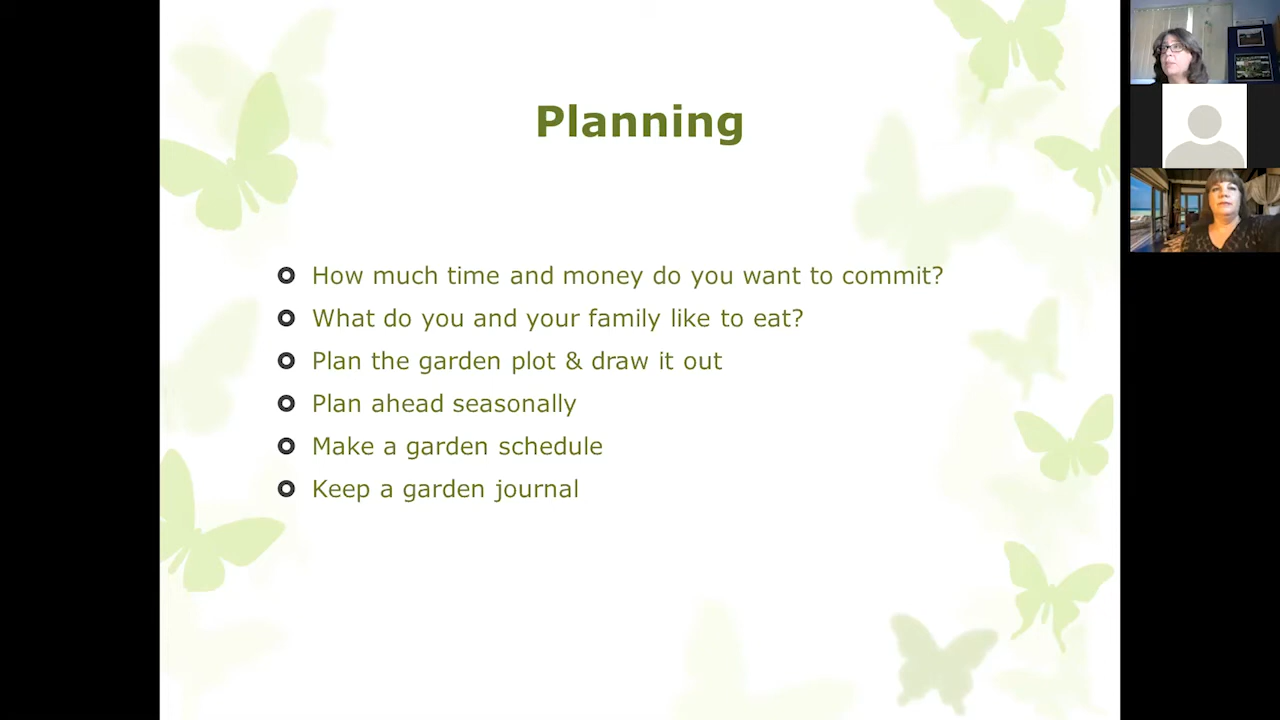 Planning
How much time and money do you want to commit?
What do you and your family like to eat?
Plan the garden plot & draw it out
Plan ahead seasonally
Make a garden schedule
Keep a garden journal